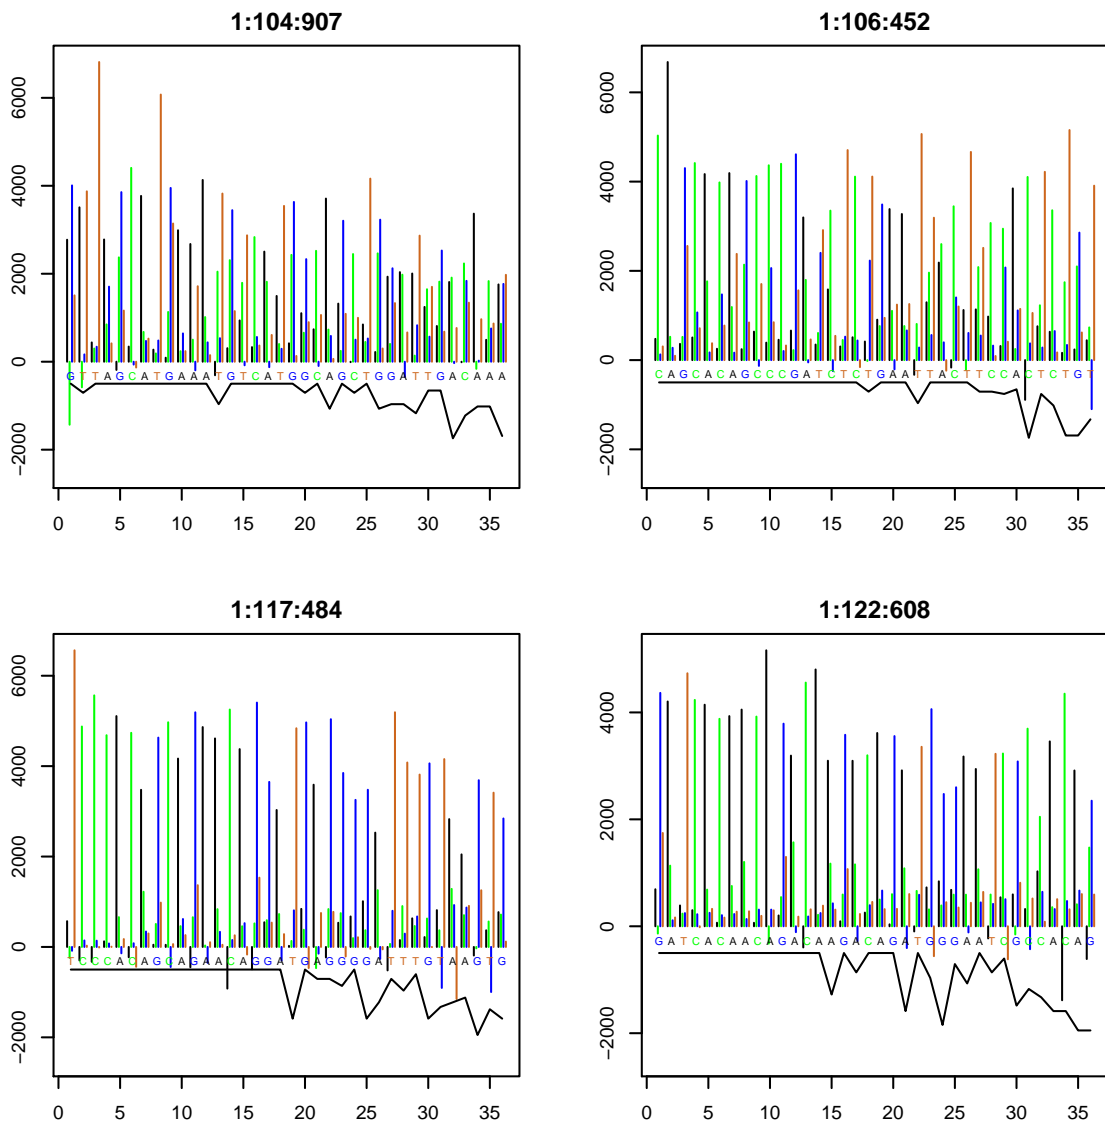 1:104:907
6000
4000
2000
0
−2000
GTTAGCATGAAATGTCATGGCAGCTGGATTGACAAA
0 5 10 15 20 25 30 35
1:106:452
6000
4000
2000
0
−2000
CAGCACAGCCCGATCTCTGAATTACTTCCACTCTGT
0 5 10 15 20 25 30 35
1:117:484
6000
4000
2000
0
−2000
TCCCACAGCAGAACAGGATGAGGGGATTTGTAAGTG
0 5 10 15 20 25 30 35
1:122:608
4000
2000
0
−2000
GATCACAACAGACAAGACAGATGGGAATCGCCACAG
0 5 10 15 20 25 30 35